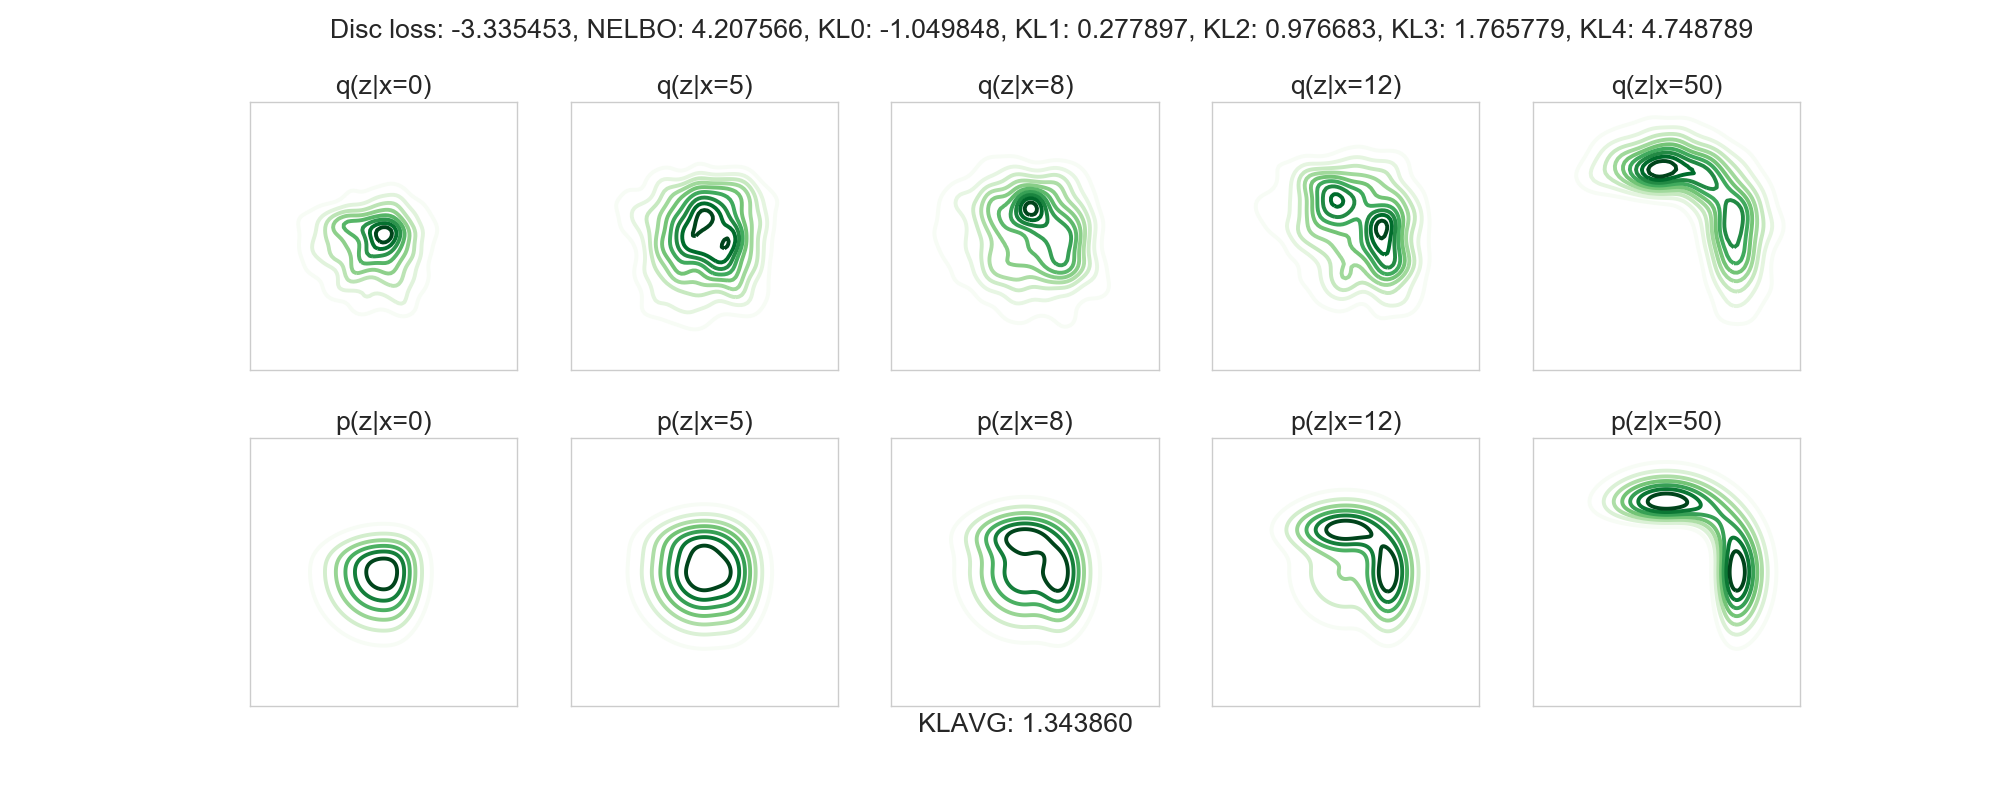 Disc loss: -3.335453, NELBO: 4.207566, KL0: -1.049848, KL1: 0.277897, KL2: 0.976683, KL3: 1.765779, KL4: 4.748789
q(z|x=0)
q(z|x=5)
q(z|x=8)
q(z|x=12)
q(z|x=50)
p(z|x=0)
p(z|x=5)
p(z|x=8)
p(z|x=12)
p(z|x=50)
KLAVG: 1.343860